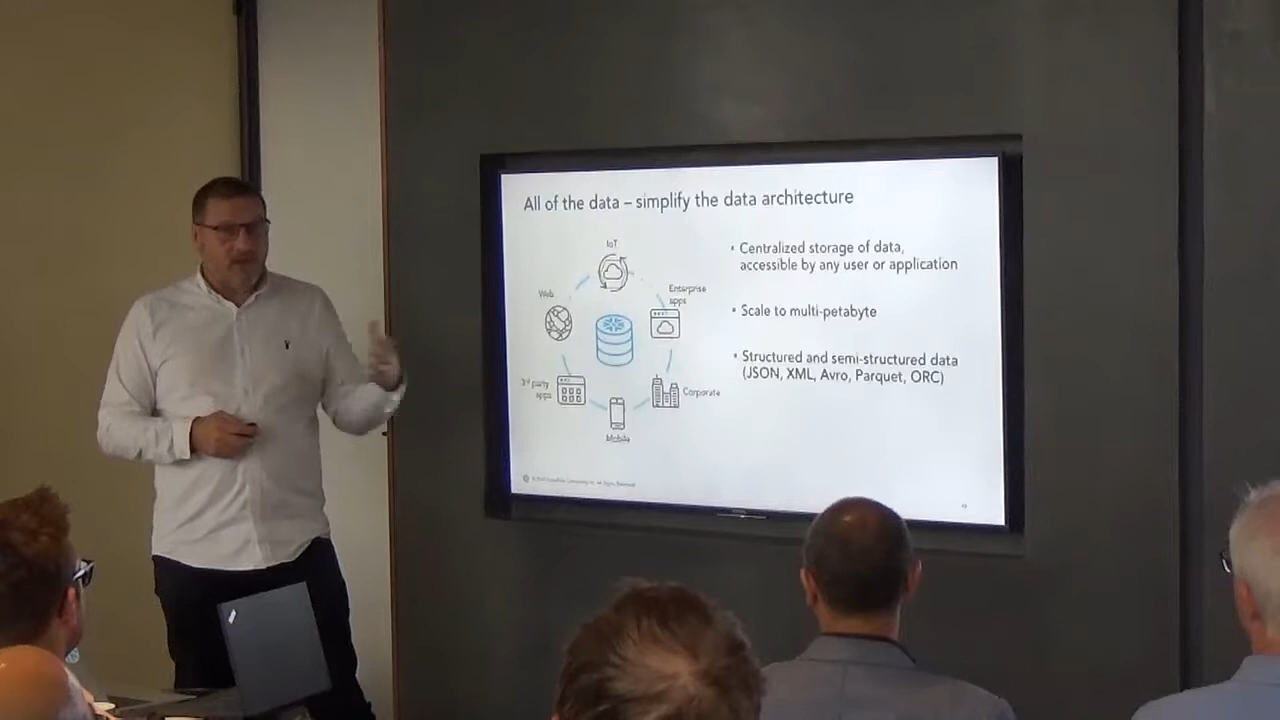 All of the data – simplify the data architecture
IoT
Enterprise
apps
Corporate
Mobile
3rd party
apps
Web
• Centralized storage of data,
accessible by any user or application
• Scale to multi-petabyte
• Structured and semi-structured data
(JSON, XML, Avro, Parquet, ORC)